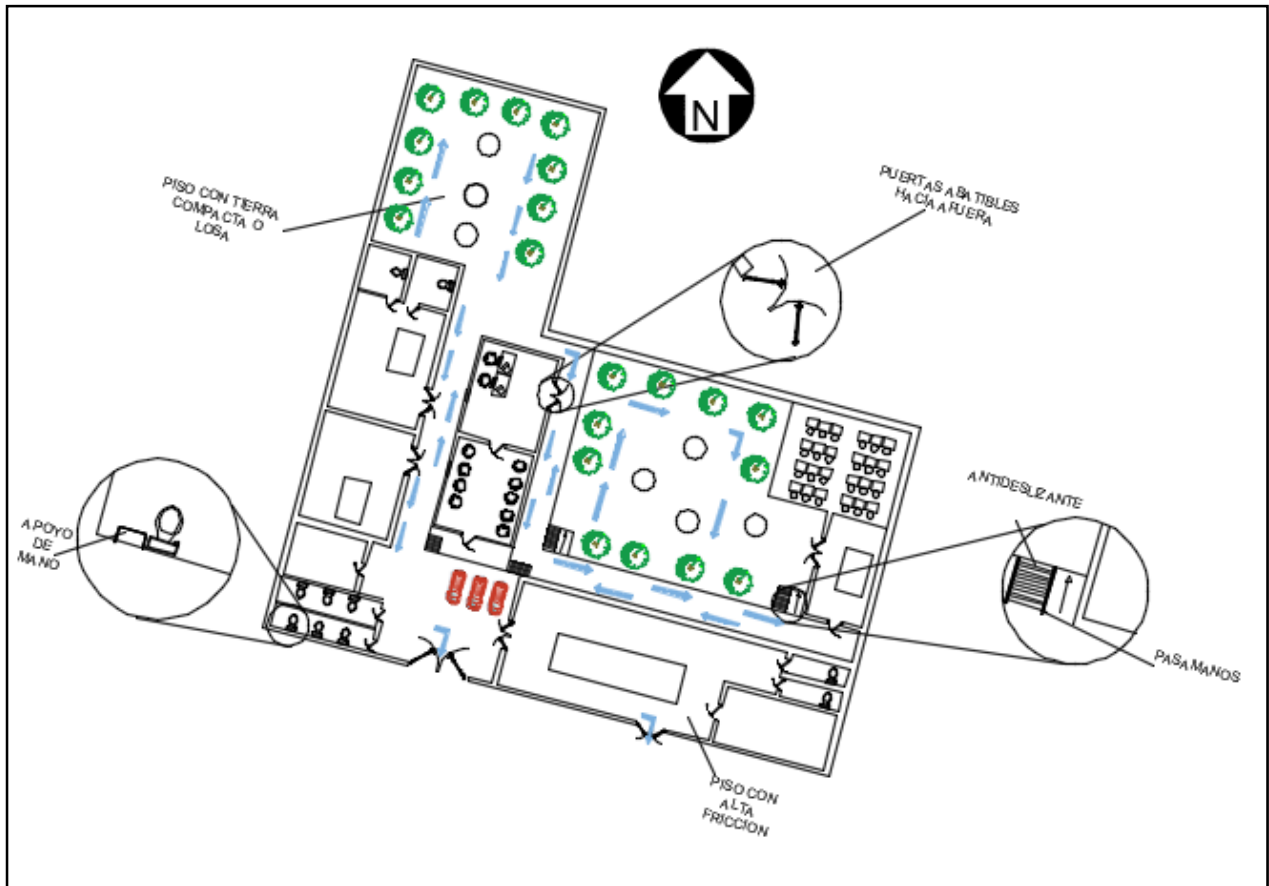 N
PISO CON TIERRA
COMPACTA O
LOSA
PUERTAS ABATIBLES
HACIA AFUERA
ANTIDESLIZANTE
APOYO
DE
MANO
PASAMANOS
PISO CON
ALTA
FRICCION